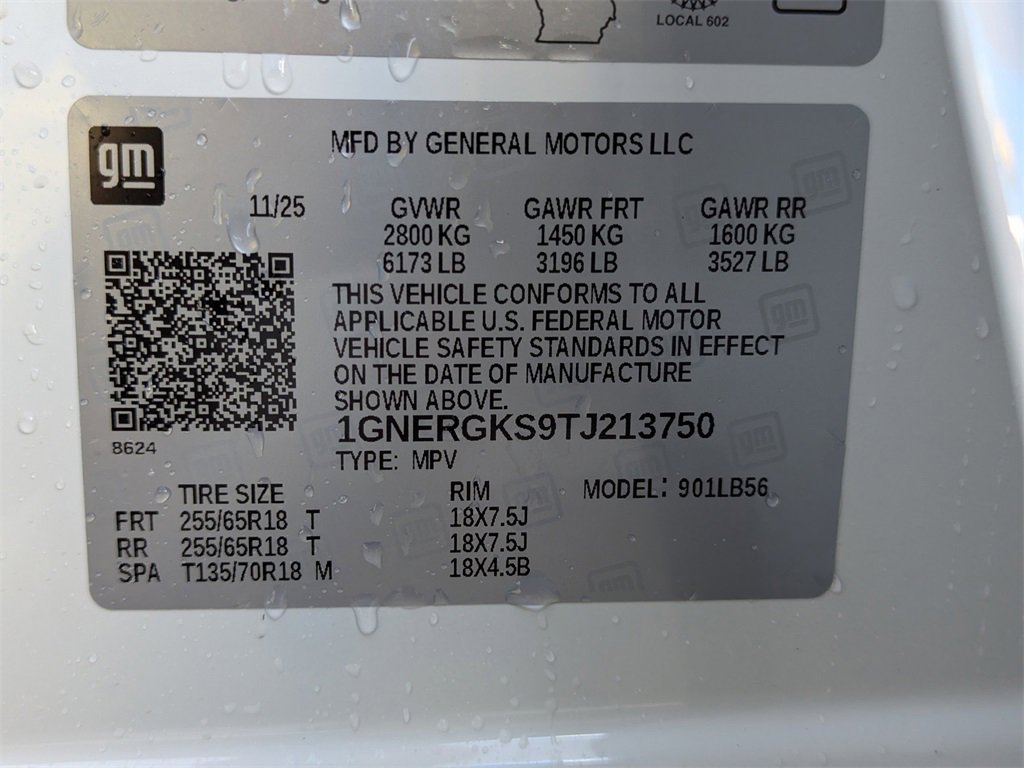 LOCAL 602
gm
MFD BY GENERAL MOTORS LLC
11/25 GVWR GAWR FRT GAWR RR
2800 KG 1450 KG 1600 KG
6173 LB 3196 LB 3527 LB
THIS VEHICLE CONFORMS TO ALL
APPLICABLE U.S. FEDERAL MOTOR
VEHICLE SAFETY STANDARDS IN EFFECT
ON THE DATE OF MANUFACTURE
SHOWN ABOVE.
1GNERGKS9TJ213750
8624
TYPE: MPV
TIRE SIZE RIM MODEL: 901LB56
FRT 255/65R18 T 18X7.5J
RR 255/65R18 T 18X7.5J
SPA T135/70R18 M 18X4.5B